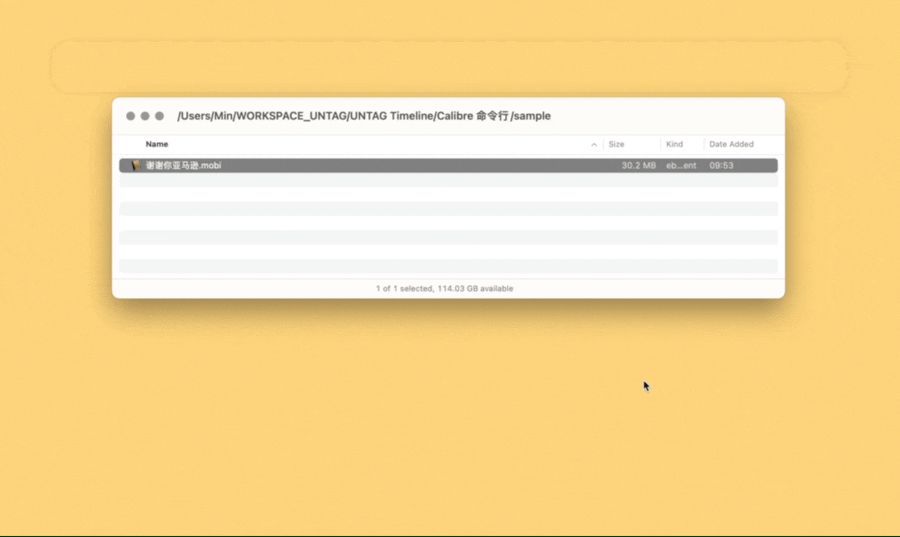 /Users/Min/WORKSPACE_UNTAG/UNTAG Timeline/Calibre 命令行/sample
Name Size Kind Date Added
谢谢你亚马逊.mobi 30.2 MB eb...ent 09:53
1 of 1 selected, 114.03 GB available